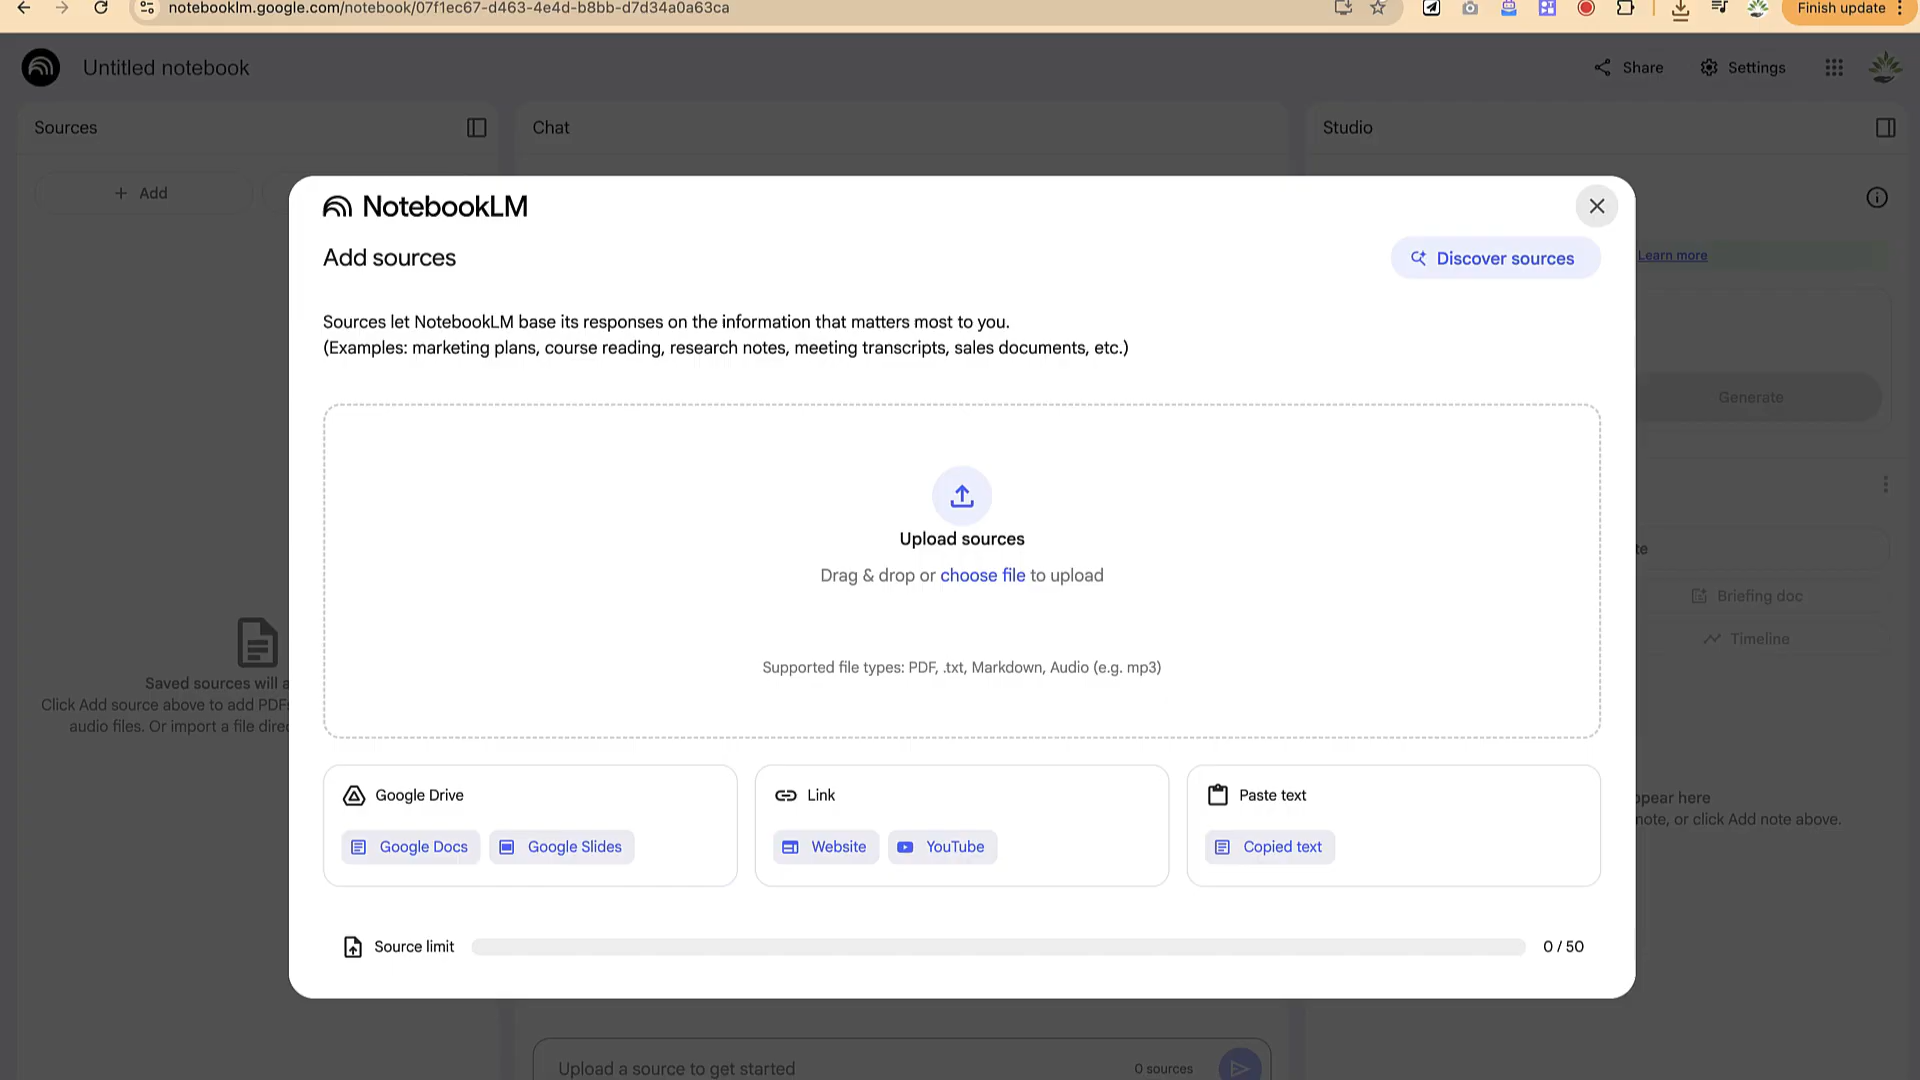 notebooklm.google.com/notebook/07f1ec67-d463-4e4d-b8bb-d7d34a0a63ca
Finish update
Untitled notebook
Share
Settings
Sources
Chat
Studio
+ Add
NotebookLM
Add sources
Discover sources
Learn more
Sources let NotebookLM base its responses on the information that matters most to you.
(Examples: marketing plans, course reading, research notes, meeting transcripts, sales documents, etc.)
Generate
Upload sources
Drag & drop or choose file to upload
Supported file types: PDF, .txt, Markdown, Audio (e.g. mp3)
te
Briefing doc
Timeline
Saved sources will a
Click Add source above to add PDF
audio files. Or import a file direc
Google Drive
Google Docs
Google Slides
Link
Website
YouTube
Paste text
Copied text
ppear here
note, or click Add note above.
Source limit
0 / 50
Upload a source to get started
0 sources